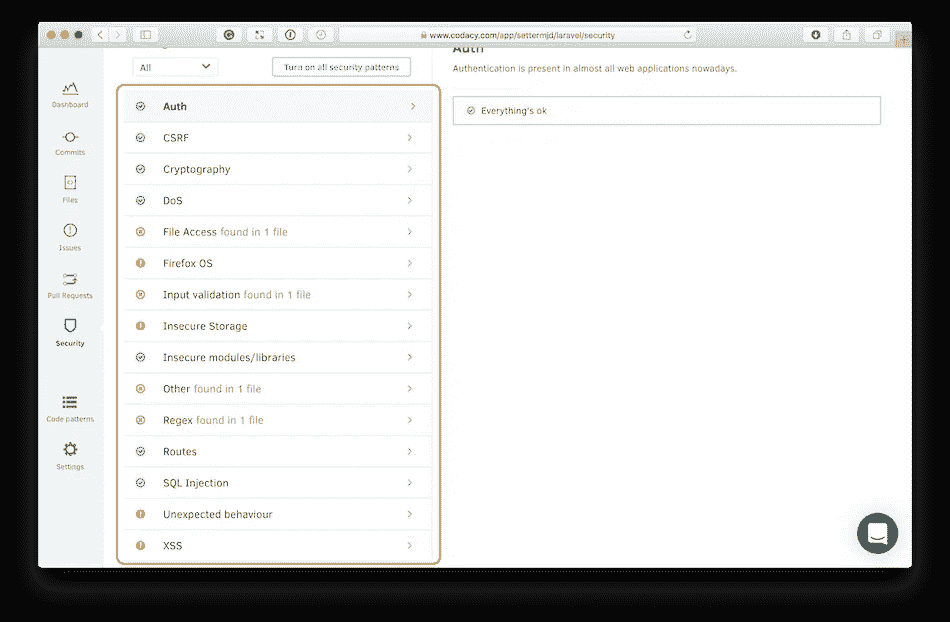 www.codacy.com/app/settermjd/laravel/security
Dashboard
Commits
Files
Issues
Pull Requests
Security
Code patterns
Settings
All
Turn on all security patterns
Auth
CSRF
Cryptography
DoS
File Access found in 1 file
Firefox OS
Input validation found in 1 file
Insecure Storage
Insecure modules/libraries
Other found in 1 file
Regex found in 1 file
Routes
SQL Injection
Unexpected behaviour
XSS
Auth
Authentication is present in almost all web applications nowadays.
Everything's ok